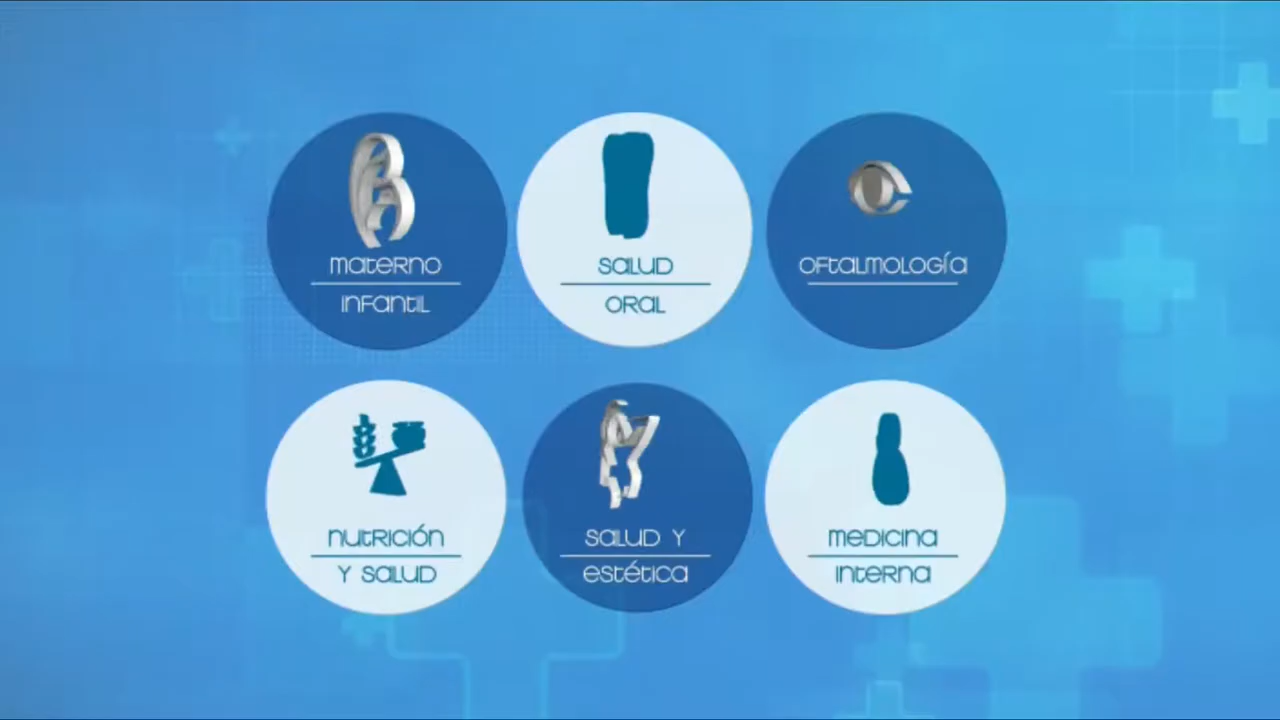 MATERNO
INFANTIL
SALUD
ORAL
OFTALMOLOGÍA
NUTRICIÓN
Y SALUD
SALUD Y
ESTÉTICA
MEDICINA
INTERNA